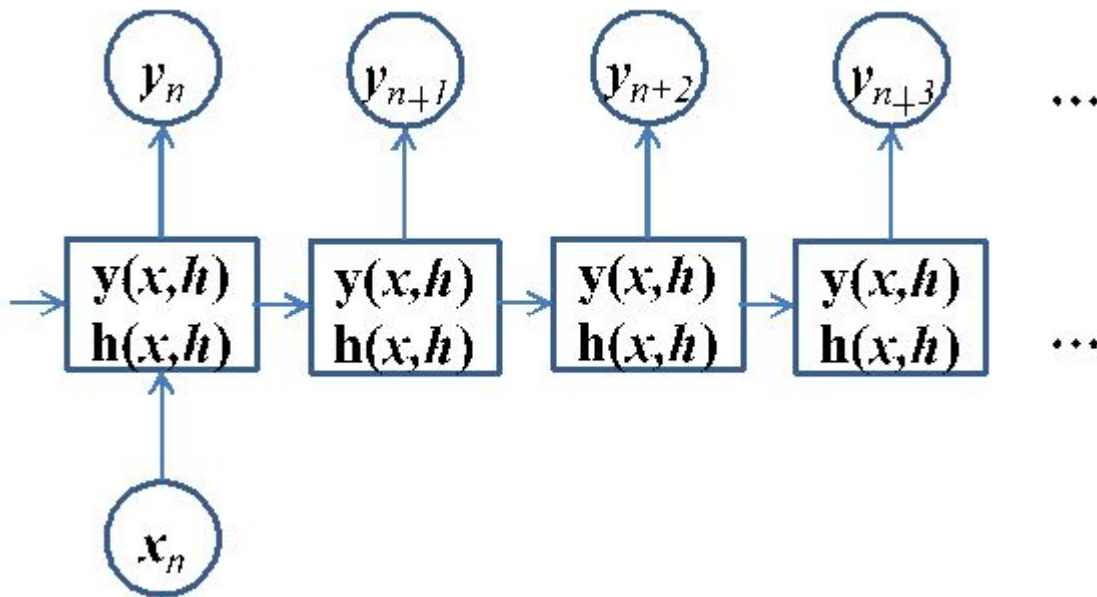 yₙ yₙ₊₁ yₙ₊₂ yₙ₊₃ ...
y(x,h) y(x,h) y(x,h) y(x,h)
h(x,h) h(x,h) h(x,h) h(x,h) ...
xₙ